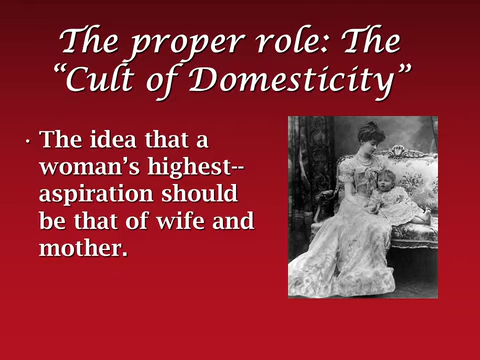 The proper role: The
“Cult of Domesticity”
· The idea that a
woman’s highest--
aspiration should
be that of wife and
mother.